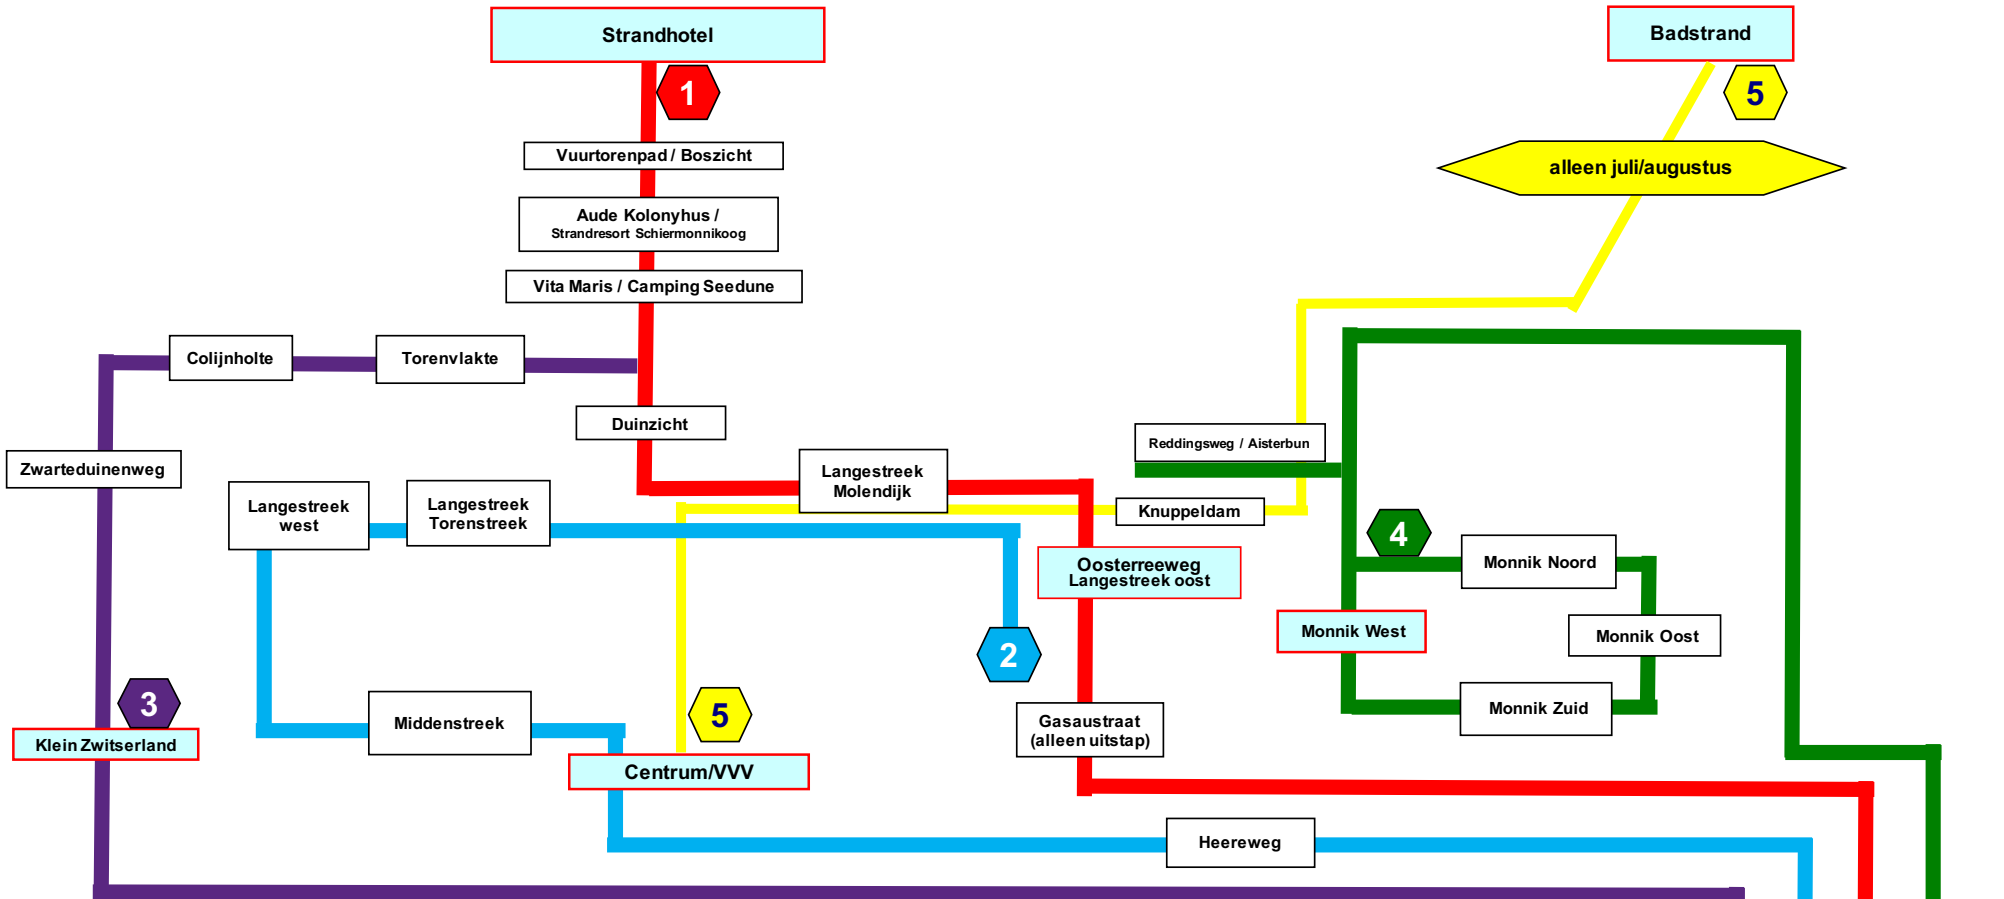 Strandhotel
Badstrand
1
5
Vuurtorenpad / Boszicht
alleen juli/augustus
Aude Kolonyhus /
Strandresort Schiermonnikoog
Vita Maris / Camping Seedune
Colijnholte
Torenvlakte
Duinzicht
Reddingsweg / Aisterbun
Zwarteduinenweg
Langestreek
Molendijk
Langestreek
west
Langestreek
Torenstreek
Knuppeldam
4
Monnik Noord
Oosterreeweg
Langestreek oost
Monnik West
Monnik Oost
2
3
5
Monnik Zuid
Middenstreek
Gasaustraat
(alleen uitstap)
Klein Zwitserland
Centrum/VVV
Heereweg